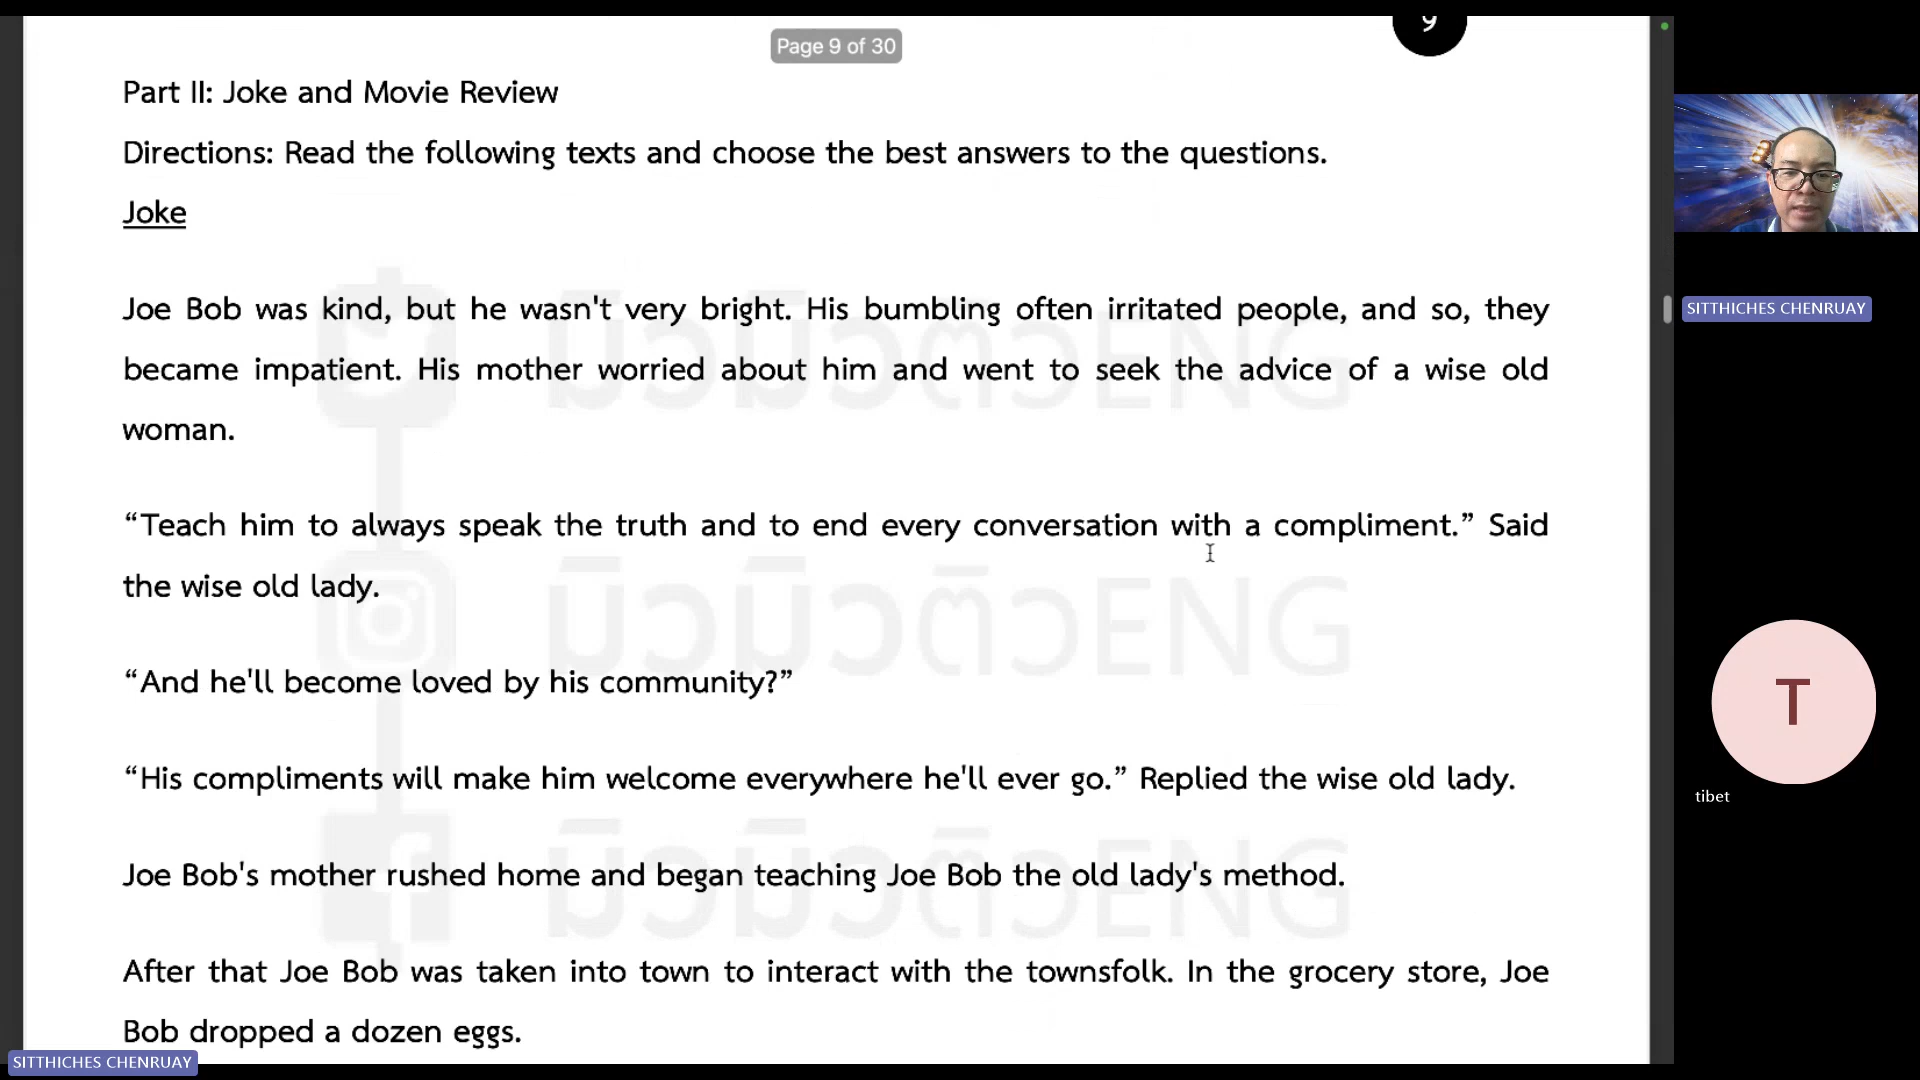 9
Page 9 of 30
Part II: Joke and Movie Review
Directions: Read the following texts and choose the best answers to the questions.
Joke
Joe Bob was kind, but he wasn't very bright. His bumbling often irritated people, and so, they
became impatient. His mother worried about him and went to seek the advice of a wise old
woman.
“Teach him to always speak the truth and to end every conversation with a compliment.” Said
the wise old lady.
“And he'll become loved by his community?”
“His compliments will make him welcome everywhere he'll ever go.” Replied the wise old lady.
Joe Bob's mother rushed home and began teaching Joe Bob the old lady's method.
After that Joe Bob was taken into town to interact with the townsfolk. In the grocery store, Joe
Bob dropped a dozen eggs.
SITTHICHES CHENRUAY
SITTHICHES CHENRUAY
T
tibet